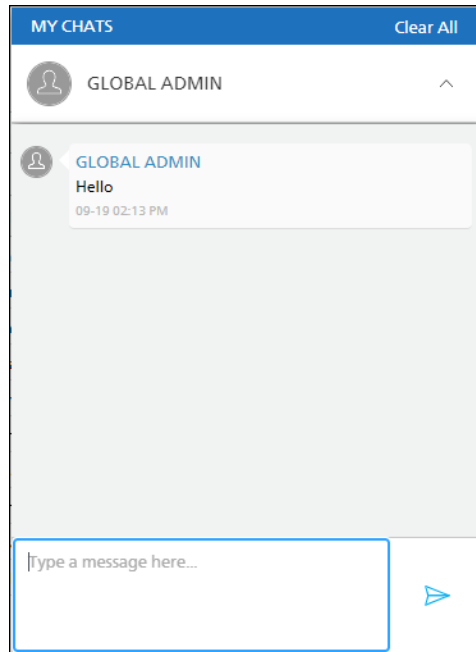 MY CHATS Clear All
GLOBAL ADMIN
GLOBAL ADMIN
Hello
09-19 02:13 PM
Type a message here...